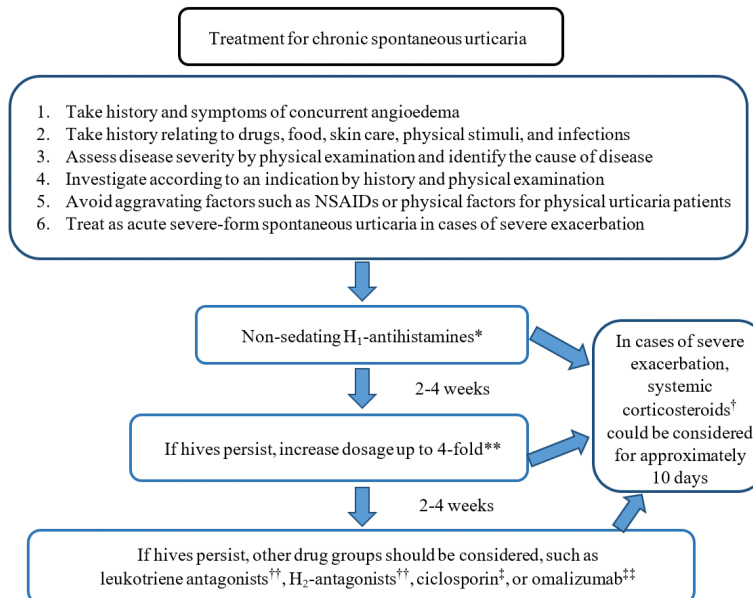 Treatment for chronic spontaneous urticaria
1. Take history and symptoms of concurrent angioedema
2. Take history relating to drugs, food, skin care, physical stimuli, and infections
3. Assess disease severity by physical examination and identify the cause of disease
4. Investigate according to an indication by history and physical examination
5. Avoid aggravating factors such as NSAIDs or physical factors for physical urticaria patients
6. Treat as acute severe-form spontaneous urticaria in cases of severe exacerbation
Non-sedating H₁-antihistamines*
2-4 weeks
If hives persist, increase dosage up to 4-fold**
2-4 weeks
If hives persist, other drug groups should be considered, such as
leukotriene antagonists††, H₂-antagonists††, ciclosporin‡, or omalizumab‡‡
In cases of severe
exacerbation,
systemic
corticosteroids†
could be considered
for approximately
10 days